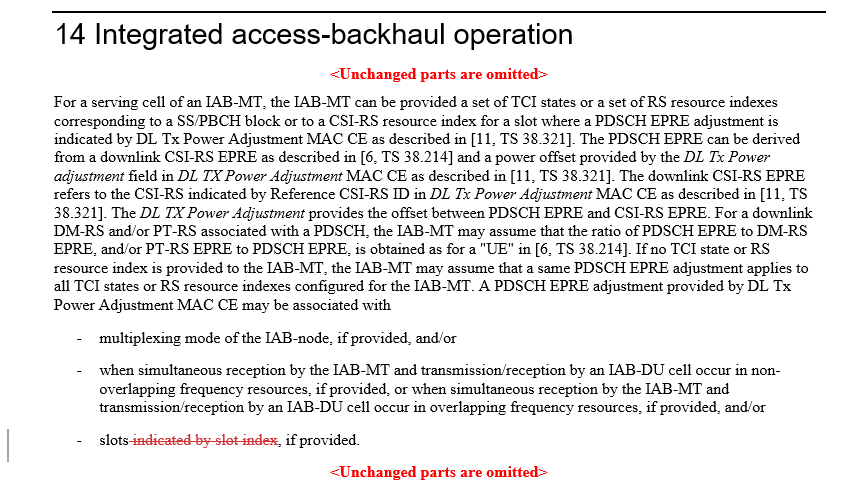 14 Integrated access-backhaul operation
<Unchanged parts are omitted>
For a serving cell of an IAB-MT, the IAB-MT can be provided a set of TCI states or a set of RS resource indexes
corresponding to a SS/PBCH block or to a CSI-RS resource index for a slot where a PDSCH EPRE adjustment is
indicated by DL Tx Power Adjustment MAC CE as described in [11, TS 38.321]. The PDSCH EPRE can be derived
from a downlink CSI-RS EPRE as described in [6, TS 38.214] and a power offset provided by the DL Tx Power
adjustment field in DL TX Power Adjustment MAC CE as described in [11, TS 38.321]. The downlink CSI-RS EPRE
refers to the CSI-RS indicated by Reference CSI-RS ID in DL Tx Power Adjustment MAC CE as described in [11, TS
38.321]. The DL TX Power Adjustment provides the offset between PDSCH EPRE and CSI-RS EPRE. For a downlink
DM-RS and/or PT-RS associated with a PDSCH, the IAB-MT may assume that the ratio of PDSCH EPRE to DM-RS
EPRE, and/or PT-RS EPRE to PDSCH EPRE, is obtained as for a "UE" in [6, TS 38.214]. If no TCI state or RS
resource index is provided to the IAB-MT, the IAB-MT may assume that a same PDSCH EPRE adjustment applies to
all TCI states or RS resource indexes configured for the IAB-MT. A PDSCH EPRE adjustment provided by DL Tx
Power Adjustment MAC CE may be associated with
- multiplexing mode of the IAB-node, if provided, and/or
- when simultaneous reception by the IAB-MT and transmission/reception by an IAB-DU cell occur in non-
overlapping frequency resources, if provided, or when simultaneous reception by the IAB-MT and
transmission/reception by an IAB-DU cell occur in overlapping frequency resources, if provided, and/or
- slots indicated by slot index, if provided.
<Unchanged parts are omitted>